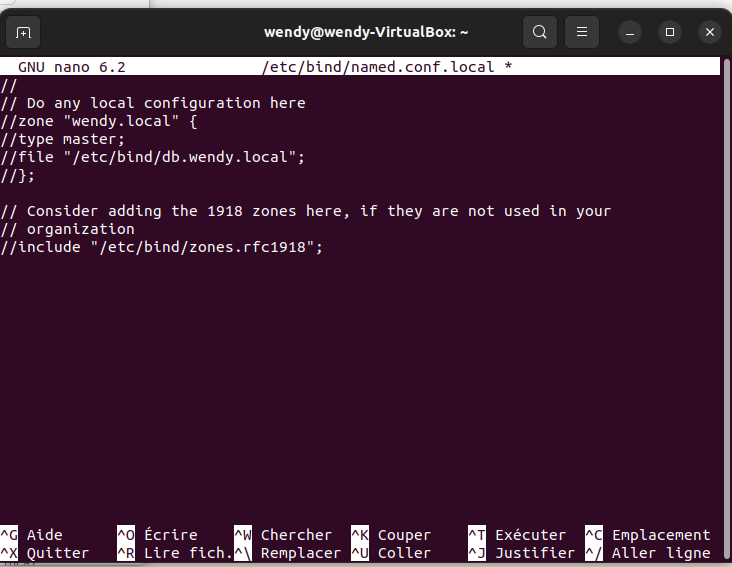 wendy@wendy-VirtualBox: ~
GNU nano 6.2 /etc/bind/named.conf.local *
//
// Do any local configuration here
//zone "wendy.local" {
//type master;
//file "/etc/bind/db.wendy.local";
//};
// Consider adding the 1918 zones here, if they are not used in your
// organization
//include "/etc/bind/zones.rfc1918";
^G Aide ^O Écrire ^W Chercher ^K Couper ^T Exécuter ^C Emplacement
^X Quitter ^R Lire fich. ^\ Remplacer ^U Coller ^J Justifier ^/ Aller ligne